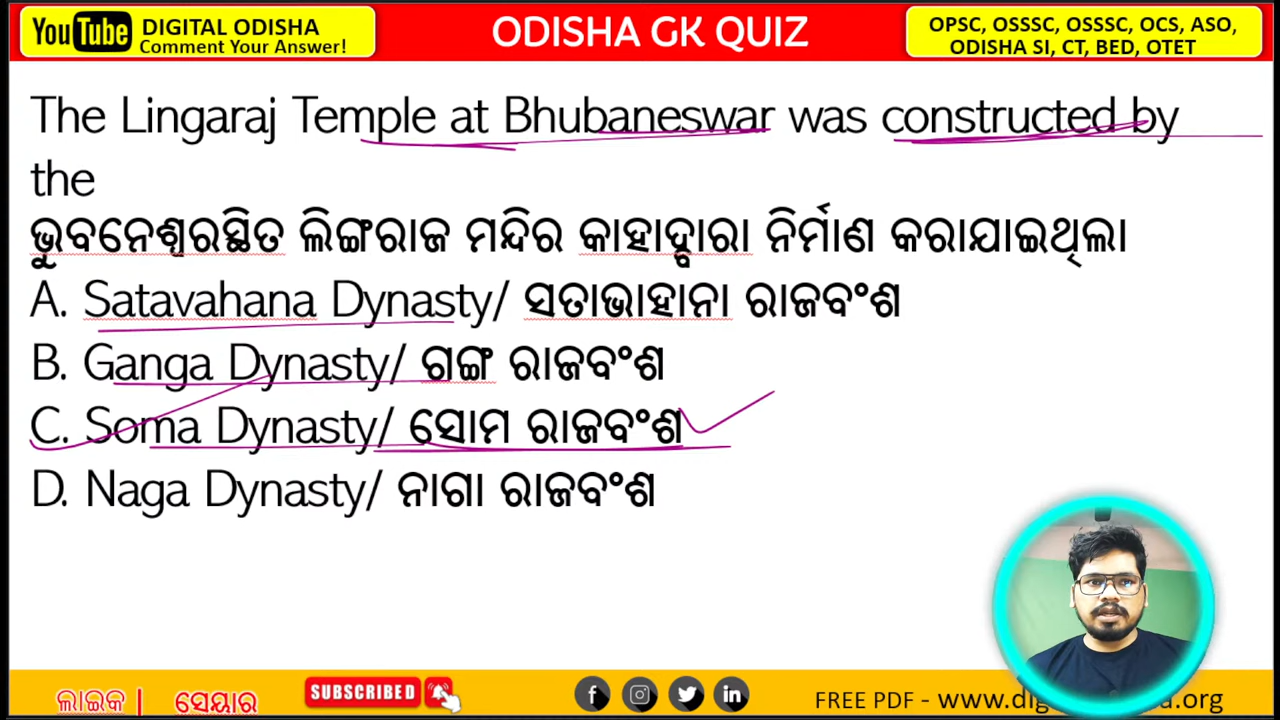 YouTube DIGITAL ODISHA
Comment Your Answer!
ODISHA GK QUIZ
OPSC, OSSSC, OSSSC, OCS, ASO,
ODISHA SI, CT, BED, OTET
The Lingaraj Temple at Bhubaneswar was constructed by
the
ଭୁବନେଶ୍ୱରସ୍ଥିତ ଲିଙ୍ଗରାଜ ମନ୍ଦିର କାହାଦ୍ବାରା ନିର୍ମାଣ କରାଯାଇଥିଲା
A. Satavahana Dynasty/ ସତାଭାହାନା ରାଜବଂଶ
B. Ganga Dynasty/ ଗଙ୍ଗ ରାଜବଂଶ
C. Soma Dynasty/ ସୋମ ରାଜବଂଶ
D. Naga Dynasty/ ନାଗା ରାଜବଂଶ
ଲାଇକ | ସେୟାର SUBSCRIBED FREE PDF -